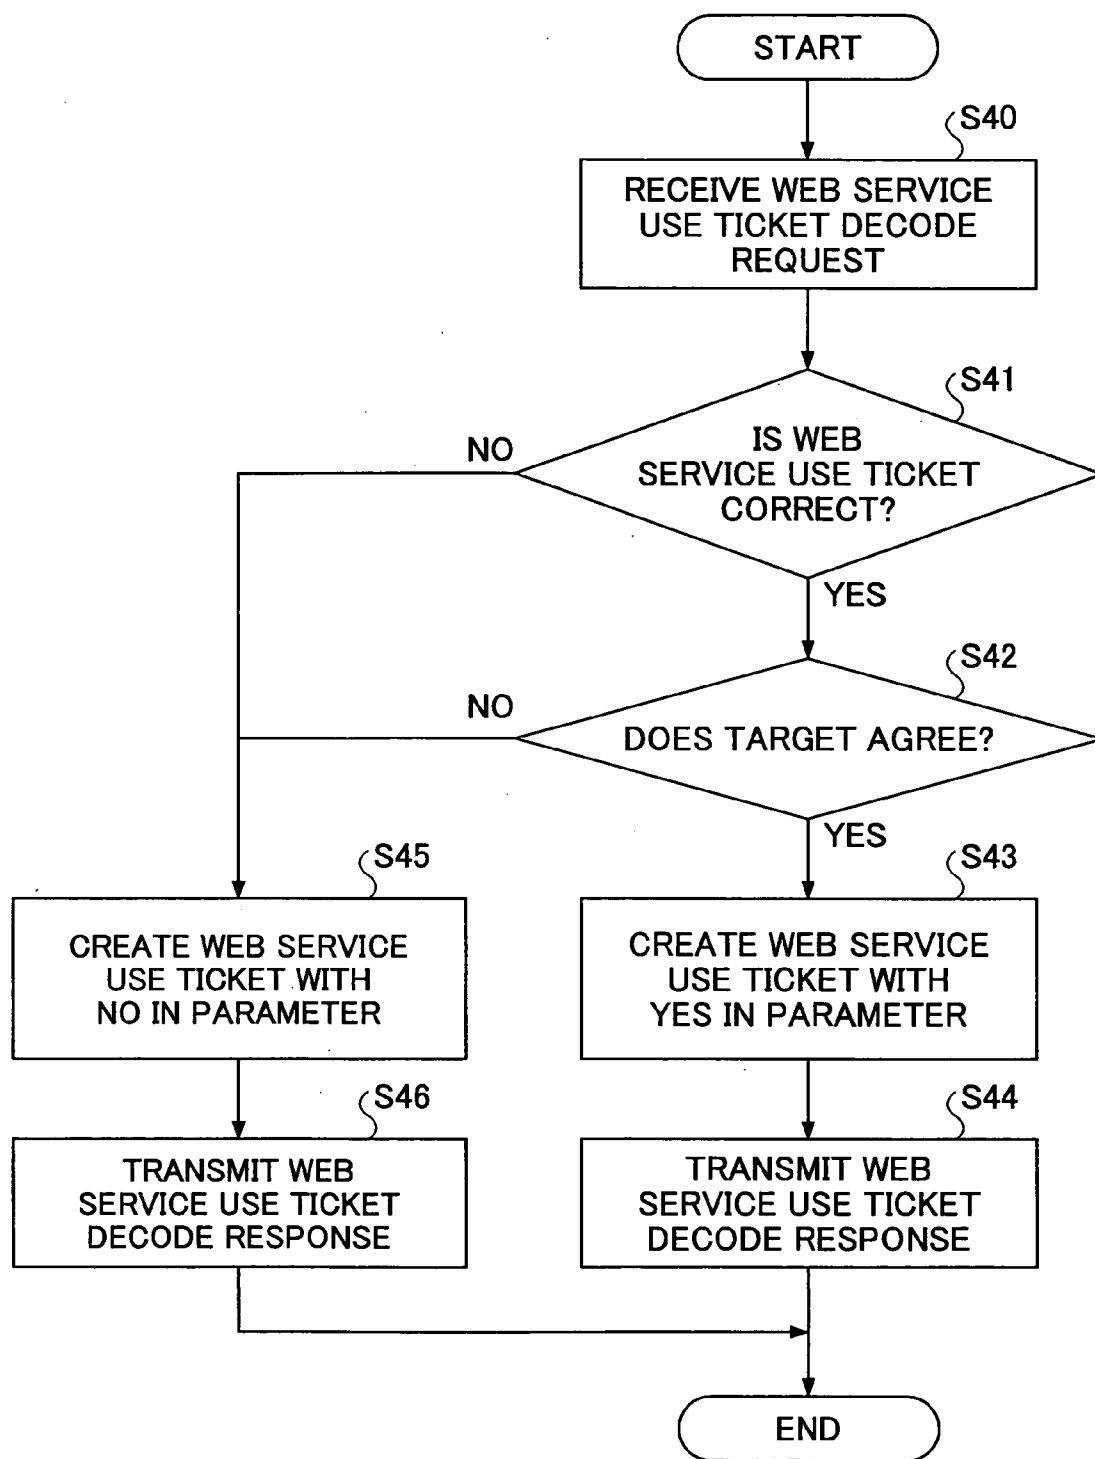 START
S40
RECEIVE WEB SERVICE
USE TICKET DECODE
REQUEST
S41
IS WEB
SERVICE USE TICKET
CORRECT?
NO
YES
S42
DOES TARGET AGREE?
NO
YES
S45
CREATE WEB SERVICE
USE TICKET WITH
NO IN PARAMETER
S43
CREATE WEB SERVICE
USE TICKET WITH
YES IN PARAMETER
S46
TRANSMIT WEB
SERVICE USE TICKET
DECODE RESPONSE
S44
TRANSMIT WEB
SERVICE USE TICKET
DECODE RESPONSE
END